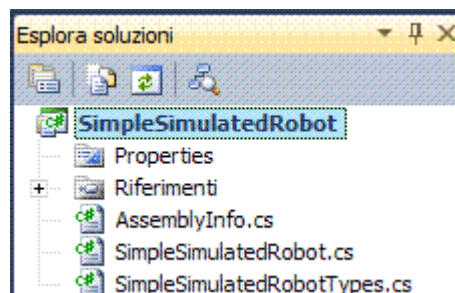 Esplora soluzioni
SimpleSimulatedRobot
Properties
Riferimenti
AssemblyInfo.cs
SimpleSimulatedRobot.cs
SimpleSimulatedRobotTypes.cs